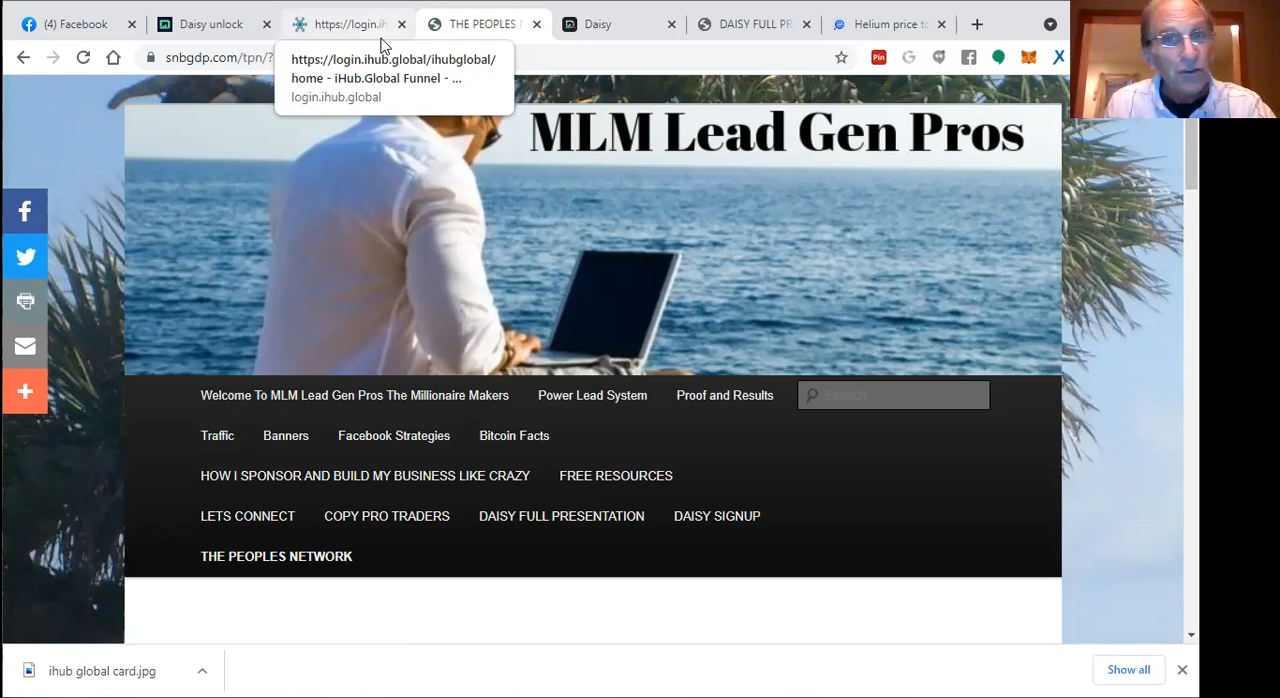 (4) Facebook
Daisy unlock
https://login.ih
THE PEOPLES
Daisy
DAISY FULL PR
Helium price to
snbgdp.com/tpn/?
https://login.ihub.global/ihubglobal/
home - iHub.Global Funnel - ...
login.ihub.global
Pin
MLM Lead Gen Pros
Welcome To MLM Lead Gen Pros The Millionaire Makers
Power Lead System
Proof and Results
Search
Traffic
Banners
Facebook Strategies
Bitcoin Facts
HOW I SPONSOR AND BUILD MY BUSINESS LIKE CRAZY
FREE RESOURCES
LETS CONNECT
COPY PRO TRADERS
DAISY FULL PRESENTATION
DAISY SIGNUP
THE PEOPLES NETWORK
ihub global card.jpg
Show all